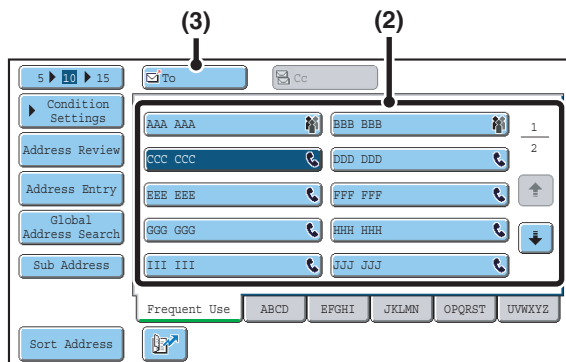 (3) (2)
5 10 15
To
Cc
Condition
Settings
Address Review
Address Entry
Global
Address Search
Sub Address
Sort Address
AAA AAA
BBB BBB
CCC CCC
DDD DDD
EEE EEE
FFF FFF
GGG GGG
HHH HHH
III III
JJJ JJJ
1
2
Frequent Use ABCD EFGHI JKLMN OPQRST UVWXYZ